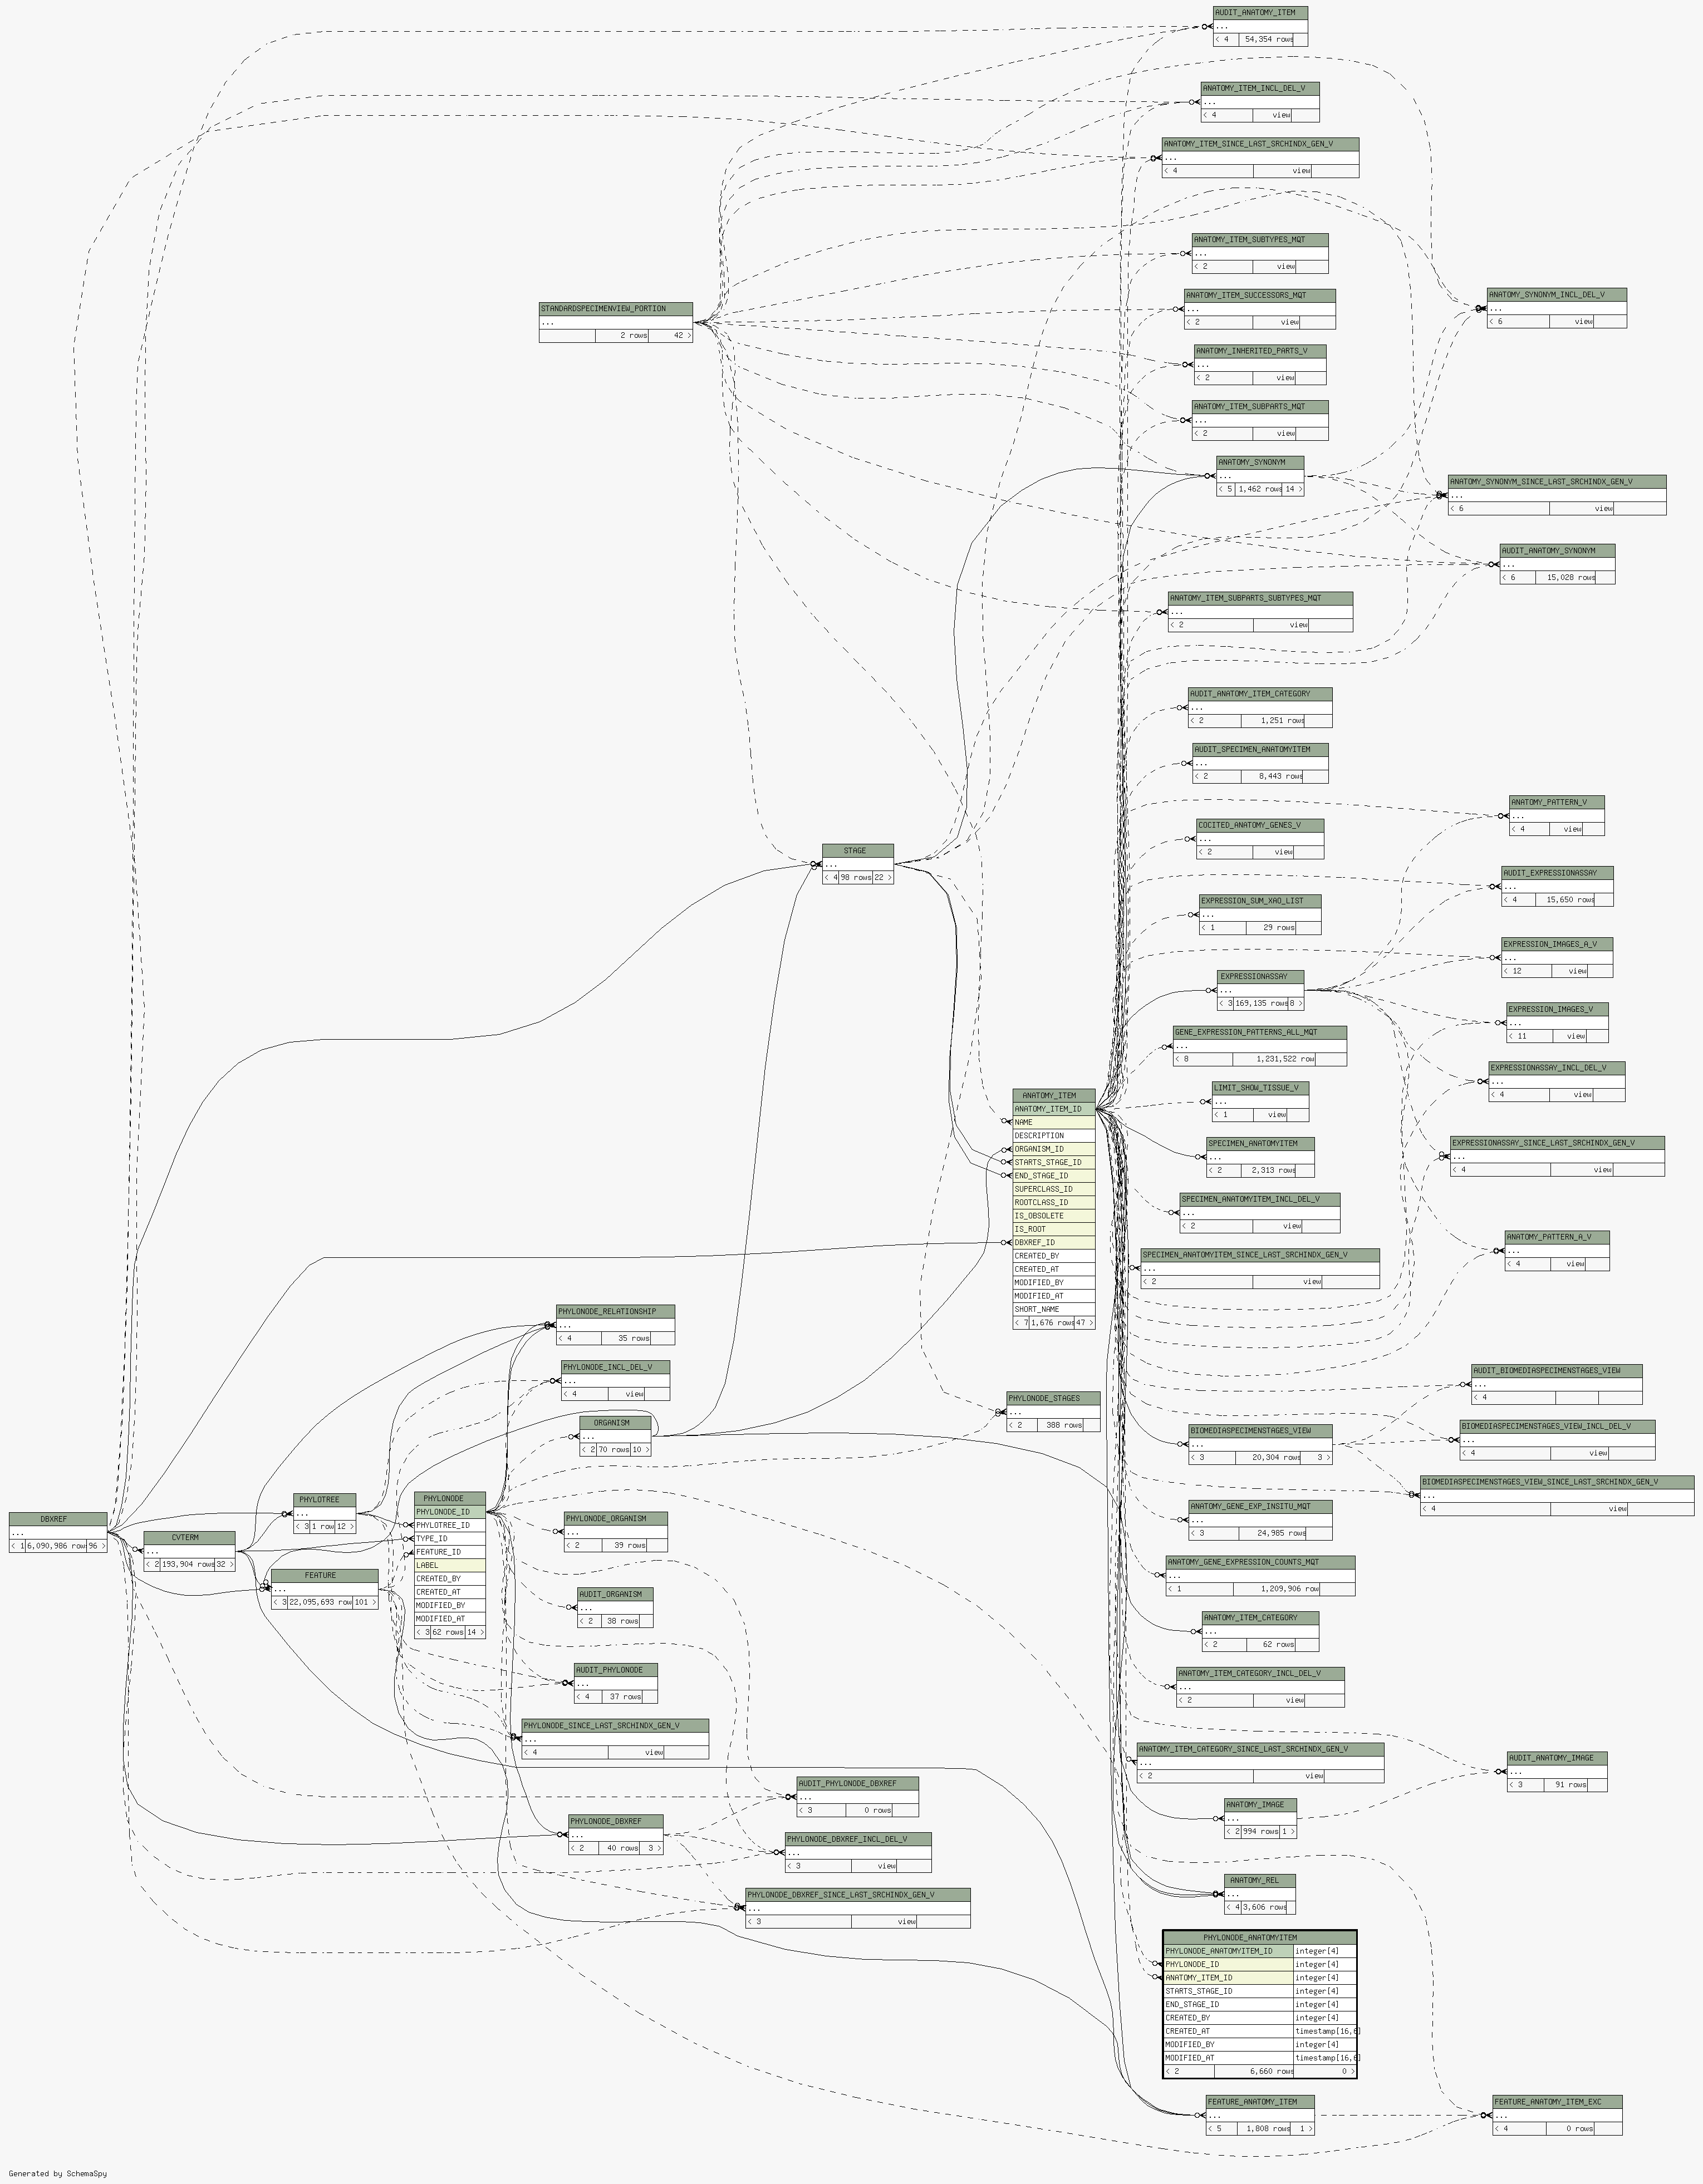 AUDIT_ANATOMY_ITEM
...
< 4 54,354 rows
ANATOMY_ITEM_INCL_DEL_V
...
< 4 view
ANATOMY_ITEM_SINCE_LAST_SRCHINDX_GEN_V
...
< 4 view
ANATOMY_ITEM_SUBTYPES_MQT
...
< 2 view
ANATOMY_ITEM_SUCCESSORS_MQT
...
< 2 view
ANATOMY_SYNONYM_INCL_DEL_V
...
< 6 view
STANDARDSPECIMENVIEW_PORTION
...
2 rows 42 >
ANATOMY_INHERITED_PARTS_V
...
< 2 view
ANATOMY_ITEM_SUBPARTS_MQT
...
< 2 view
ANATOMY_SYNONYM
...
< 5 1,462 rows 14 >
ANATOMY_SYNONYM_SINCE_LAST_SRCHINDX_GEN_V
...
< 6 view
AUDIT_ANATOMY_SYNONYM
...
< 6 15,028 rows
ANATOMY_ITEM_SUBPARTS_SUBTYPES_MQT
...
< 2 view
AUDIT_ANATOMY_ITEM_CATEGORY
...
< 2 1,251 rows
AUDIT_SPECIMEN_ANATOMYITEM
...
< 2 8,443 rows
ANATOMY_PATTERN_V
...
< 4 view
COCITED_ANATOMY_GENES_V
...
< 2 view
STAGE
...
< 4 98 rows 22 >
AUDIT_EXPRESSIONASSAY
...
< 4 15,650 rows
EXPRESSION_SUM_XAO_LIST
...
< 1 29 rows
EXPRESSION_IMAGES_A_V
...
< 12 view
EXPRESSIONASSAY
...
< 3 169,135 rows 8 >
EXPRESSION_IMAGES_V
...
< 11 view
GENE_EXPRESSION_PATTERNS_ALL_MQT
...
< 8 1,231,522 row
EXPRESSIONASSAY_INCL_DEL_V
...
< 4 view
LIMIT_SHOW_TISSUE_V
...
< 1 view
ANATOMY_ITEM
ANATOMY_ITEM_ID
NAME
DESCRIPTION
ORGANISM_ID
STARTS_STAGE_ID
END_STAGE_ID
SUPERCLASS_ID
ROOTCLASS_ID
IS_OBSOLETE
IS_ROOT
DBXREF_ID
CREATED_BY
CREATED_AT
MODIFIED_BY
MODIFIED_AT
SHORT_NAME
< 7 1,676 rows 47 >
SPECIMEN_ANATOMYITEM
...
< 2 2,313 rows
EXPRESSIONASSAY_SINCE_LAST_SRCHINDX_GEN_V
...
< 4 view
SPECIMEN_ANATOMYITEM_INCL_DEL_V
...
< 2 view
ANATOMY_PATTERN_A_V
...
< 4 view
SPECIMEN_ANATOMYITEM_SINCE_LAST_SRCHINDX_GEN_V
...
< 2 view
PHYLONODE_RELATIONSHIP
...
< 4 35 rows
PHYLONODE_INCL_DEL_V
...
< 4 view
AUDIT_BIOMEDIASPECIMENSTAGES_VIEW
...
< 4
PHYLONODE_STAGES
...
< 2 388 rows
ORGANISM
...
< 2 70 rows 10 >
BIOMEDIASPECIMENSTAGES_VIEW
...
< 3 20,304 rows 3 >
BIOMEDIASPECIMENSTAGES_VIEW_INCL_DEL_V
...
< 4 view
BIOMEDIASPECIMENSTAGES_VIEW_SINCE_LAST_SRCHINDX_GEN_V
...
< 4 view
DBXREF
...
< 1 6,090,986 row 96 >
CVTERM
...
< 2 193,904 rows 32 >
PHYLOTREE
...
< 3 1 row 12 >
FEATURE
...
< 3 22,095,693 row 101 >
PHYLONODE
PHYLONODE_ID
PHYLOTREE_ID
TYPE_ID
FEATURE_ID
LABEL
CREATED_BY
CREATED_AT
MODIFIED_BY
MODIFIED_AT
< 3 62 rows 14 >
PHYLONODE_ORGANISM
...
< 2 39 rows
ANATOMY_GENE_EXP_INSITU_MQT
...
< 3 24,985 rows
ANATOMY_GENE_EXPRESSION_COUNTS_MQT
...
< 1 1,209,906 row
AUDIT_ORGANISM
...
< 2 38 rows
ANATOMY_ITEM_CATEGORY
...
< 2 62 rows
AUDIT_PHYLONODE
...
< 4 37 rows
ANATOMY_ITEM_CATEGORY_INCL_DEL_V
...
< 2 view
PHYLONODE_SINCE_LAST_SRCHINDX_GEN_V
...
< 4 view
ANATOMY_ITEM_CATEGORY_SINCE_LAST_SRCHINDX_GEN_V
...
< 2 view
AUDIT_ANATOMY_IMAGE
...
< 3 91 rows
AUDIT_PHYLONODE_DBXREF
...
< 3 0 rows
ANATOMY_IMAGE
...
< 2 994 rows 1 >
PHYLONODE_DBXREF
...
< 2 40 rows 3 >
PHYLONODE_DBXREF_INCL_DEL_V
...
< 3 view
ANATOMY_REL
...
< 4 3,606 rows
PHYLONODE_DBXREF_SINCE_LAST_SRCHINDX_GEN_V
...
< 3 view
PHYLONODE_ANATOMYITEM
PHYLONODE_ANATOMYITEM_ID integer[4]
PHYLONODE_ID integer[4]
ANATOMY_ITEM_ID integer[4]
STARTS_STAGE_ID integer[4]
END_STAGE_ID integer[4]
CREATED_BY integer[4]
CREATED_AT timestamp[16,6]
MODIFIED_BY integer[4]
MODIFIED_AT timestamp[16,6]
< 2 6,660 rows 0 >
FEATURE_ANATOMY_ITEM
...
< 5 1,808 rows 1 >
FEATURE_ANATOMY_ITEM_EXC
...
< 4 0 rows
Generated by SchemaSpy